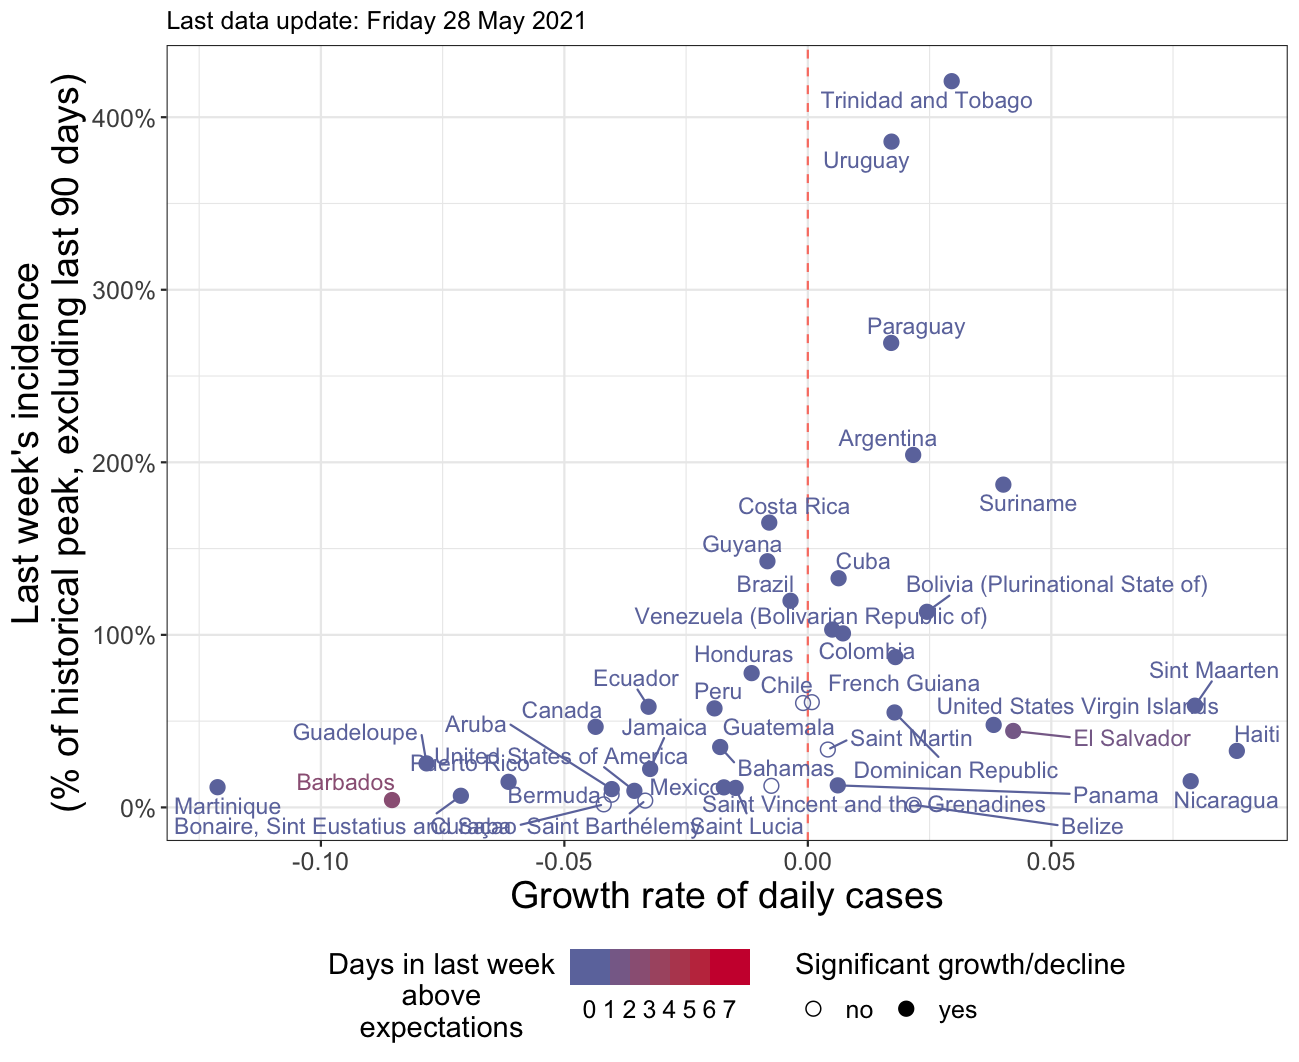 Last data update: Friday 28 May 2021
Last week's incidence
(% of historical peak, excluding last 90 days)
400%
300%
200%
100%
0%
Trinidad and Tobago
Uruguay
Paraguay
Argentina
Suriname
Costa Rica
Guyana
Cuba
Brazil
Bolivia (Plurinational State of)
Venezuela (Bolivarian Republic of)
Colombia
Honduras
Sint Maarten
Ecuador
Chile
French Guiana
Peru
Canada
United States Virgin Islands
Aruba
Jamaica
Guatemala
Guadeloupe
Saint Martin
El Salvador
Haiti
United States of America
Puerto Rico
Bahamas
Dominican Republic
Barbados
Mexico
Bermuda
Panama
Nicaragua
Martinique
Saint Vincent and the Grenadines
Bonaire, Sint Eustatius and Saba
Curaçao
Saint Barthélemy
Saint Lucia
Belize
-0.10
-0.05
0.00
0.05
Growth rate of daily cases
Days in last week
above
expectations
0 1 2 3 4 5 6 7
Significant growth/decline
no
yes